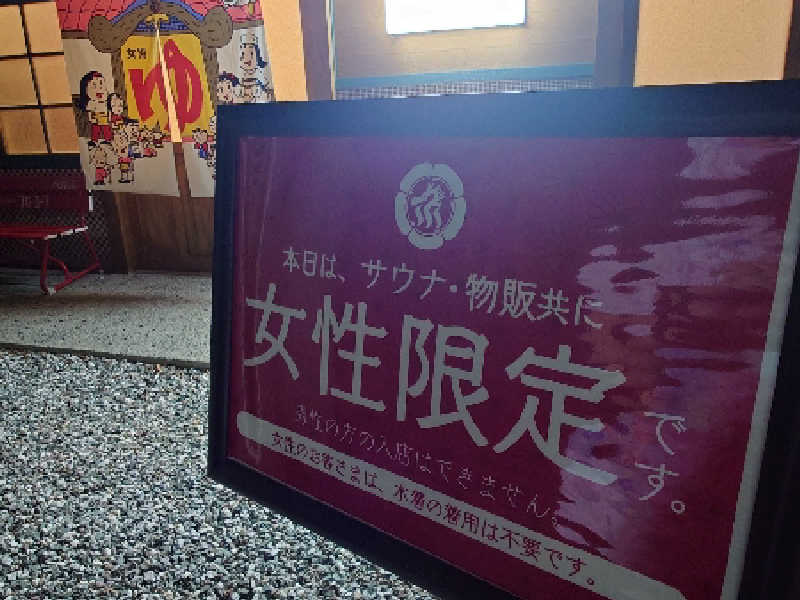 女湯
ゆ
本日は、サウナ・物販共に
女性限定です。
男性の方の入店はできません。
女性のお客さまは、水着の着用は不要です。